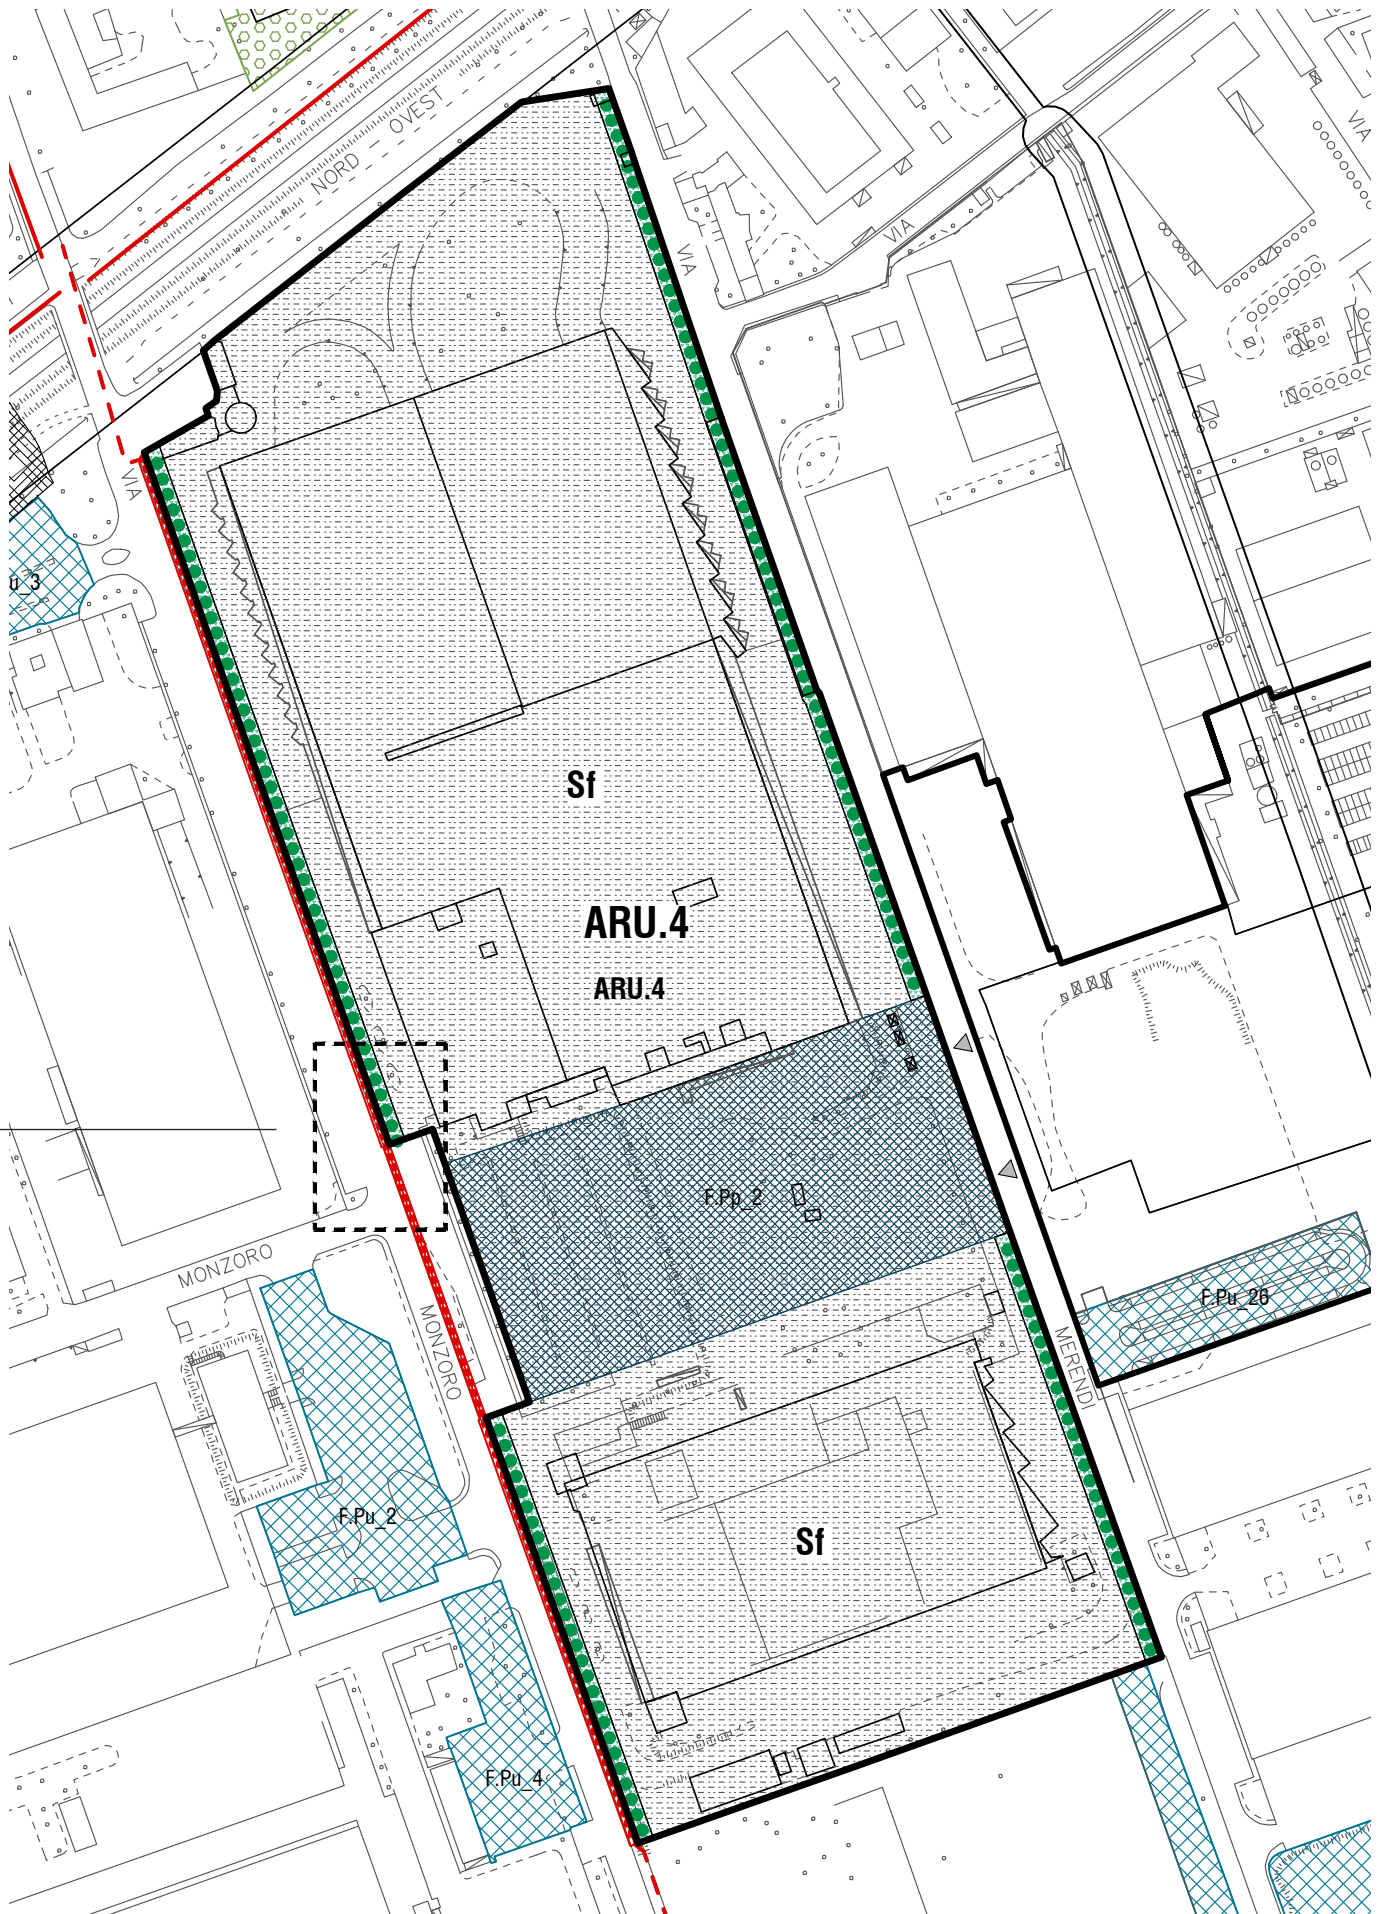 NORD OVEST
VIA
VIA
VIA
VIA
N
u_3
Sf
ARU.4
ARU.4
F.Pp_2
MONZORO
F.Pu_26
MONZORO
MERENDI
F.Pu_2
Sf
F.Pu_4